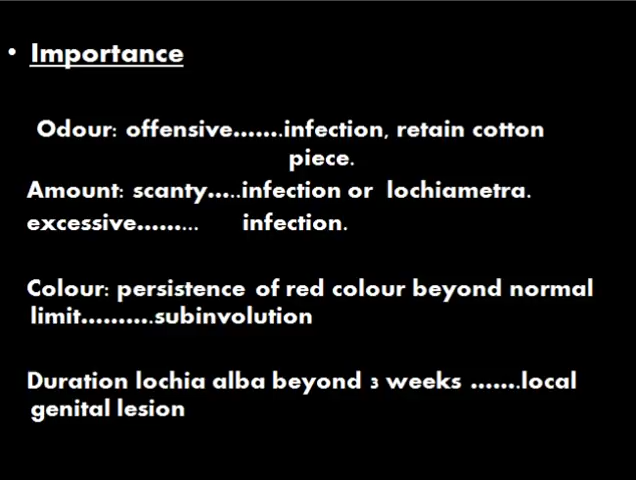 • Importance
Odour: offensive.......infection, retain cotton
piece.
Amount: scanty.....infection or lochiametra.
excessive......... infection.
Colour: persistence of red colour beyond normal
limit..........subinvolution
Duration lochia alba beyond 3 weeks .......local
genital lesion